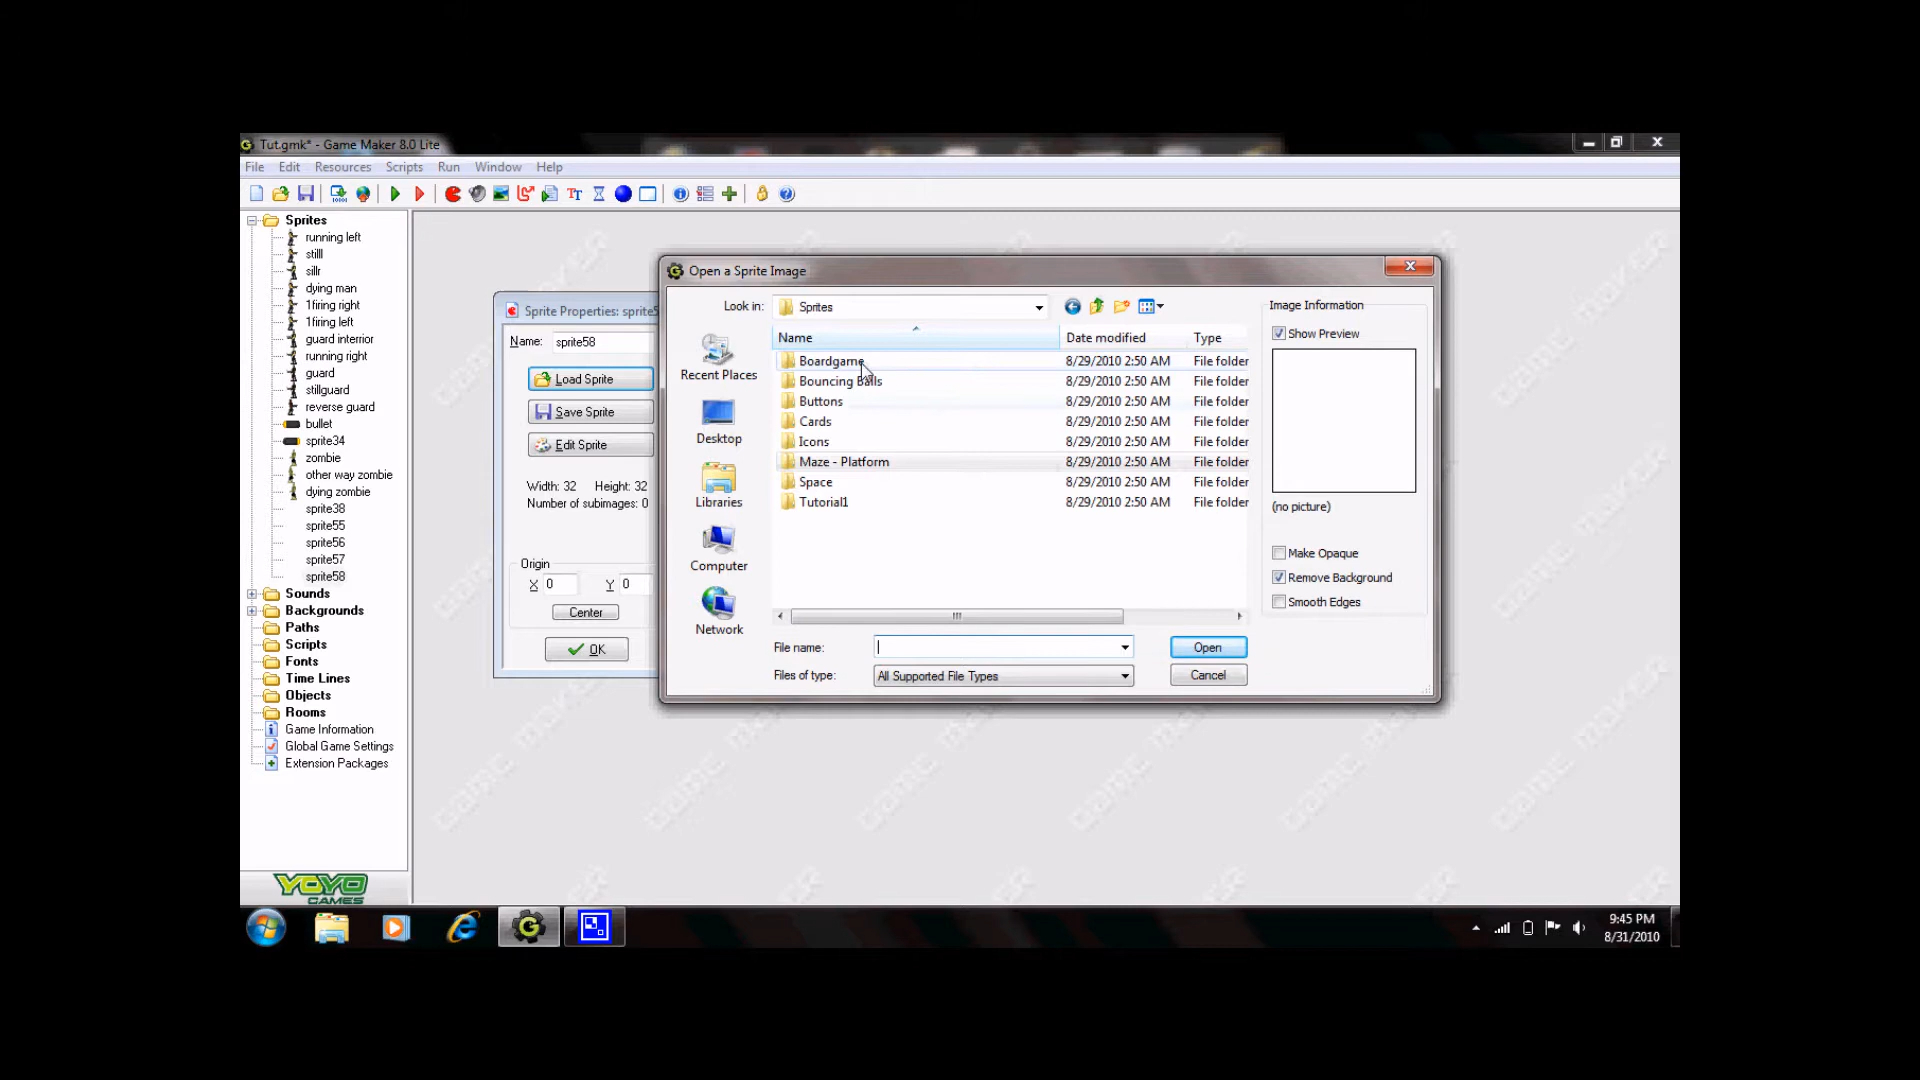 Tut.gmk* - Game Maker 8.0 Lite
File Edit Resources Scripts Run Window Help
Sprites
running left
stilll
sillr
dying man
1firing right
1firing left
guard interrior
running right
guard
stillguard
reverse guard
bullet
sprite34
zombie
other way zombie
dying zombie
sprite38
sprite55
sprite56
sprite57
sprite58
Sounds
Backgrounds
Paths
Scripts
Fonts
Time Lines
Objects
Rooms
Game Information
Global Game Settings
Extension Packages
YOYO
GAMES
Sprite Properties: sprite5
Name: sprite58
Load Sprite
Save Sprite
Edit Sprite
Width: 32 Height: 32
Number of subimages: 0
Origin
X 0 Y 0
Center
OK
Open a Sprite Image
Look in: Sprites
Recent Places
Desktop
Libraries
Computer
Network
Name Date modified Type
Boardgame 8/29/2010 2:50 AM File folder
Bouncing Balls 8/29/2010 2:50 AM File folder
Buttons 8/29/2010 2:50 AM File folder
Cards 8/29/2010 2:50 AM File folder
Icons 8/29/2010 2:50 AM File folder
Maze - Platform 8/29/2010 2:50 AM File folder
Space 8/29/2010 2:50 AM File folder
Tutorial1 8/29/2010 2:50 AM File folder
File name: Open
Files of type: All Supported File Types Cancel
Image Information
Show Preview
(no picture)
Make Opaque
Remove Background
Smooth Edges
GAME MAKER
9:45 PM
8/31/2010